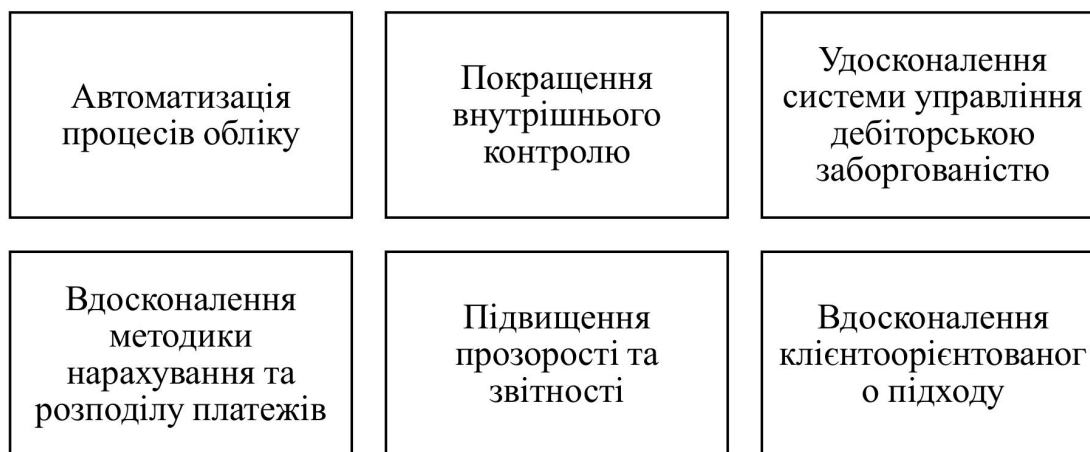 Автоматизація
процесів обліку
Покращення
внутрішнього
контролю
Удосконалення
системи управління
дебіторською
заборгованістю
Вдосконалення
методики
нарахування та
розподілу платежів
Підвищення
прозорості та
звітності
Вдосконалення
клієнтоорієнтованог
о підходу